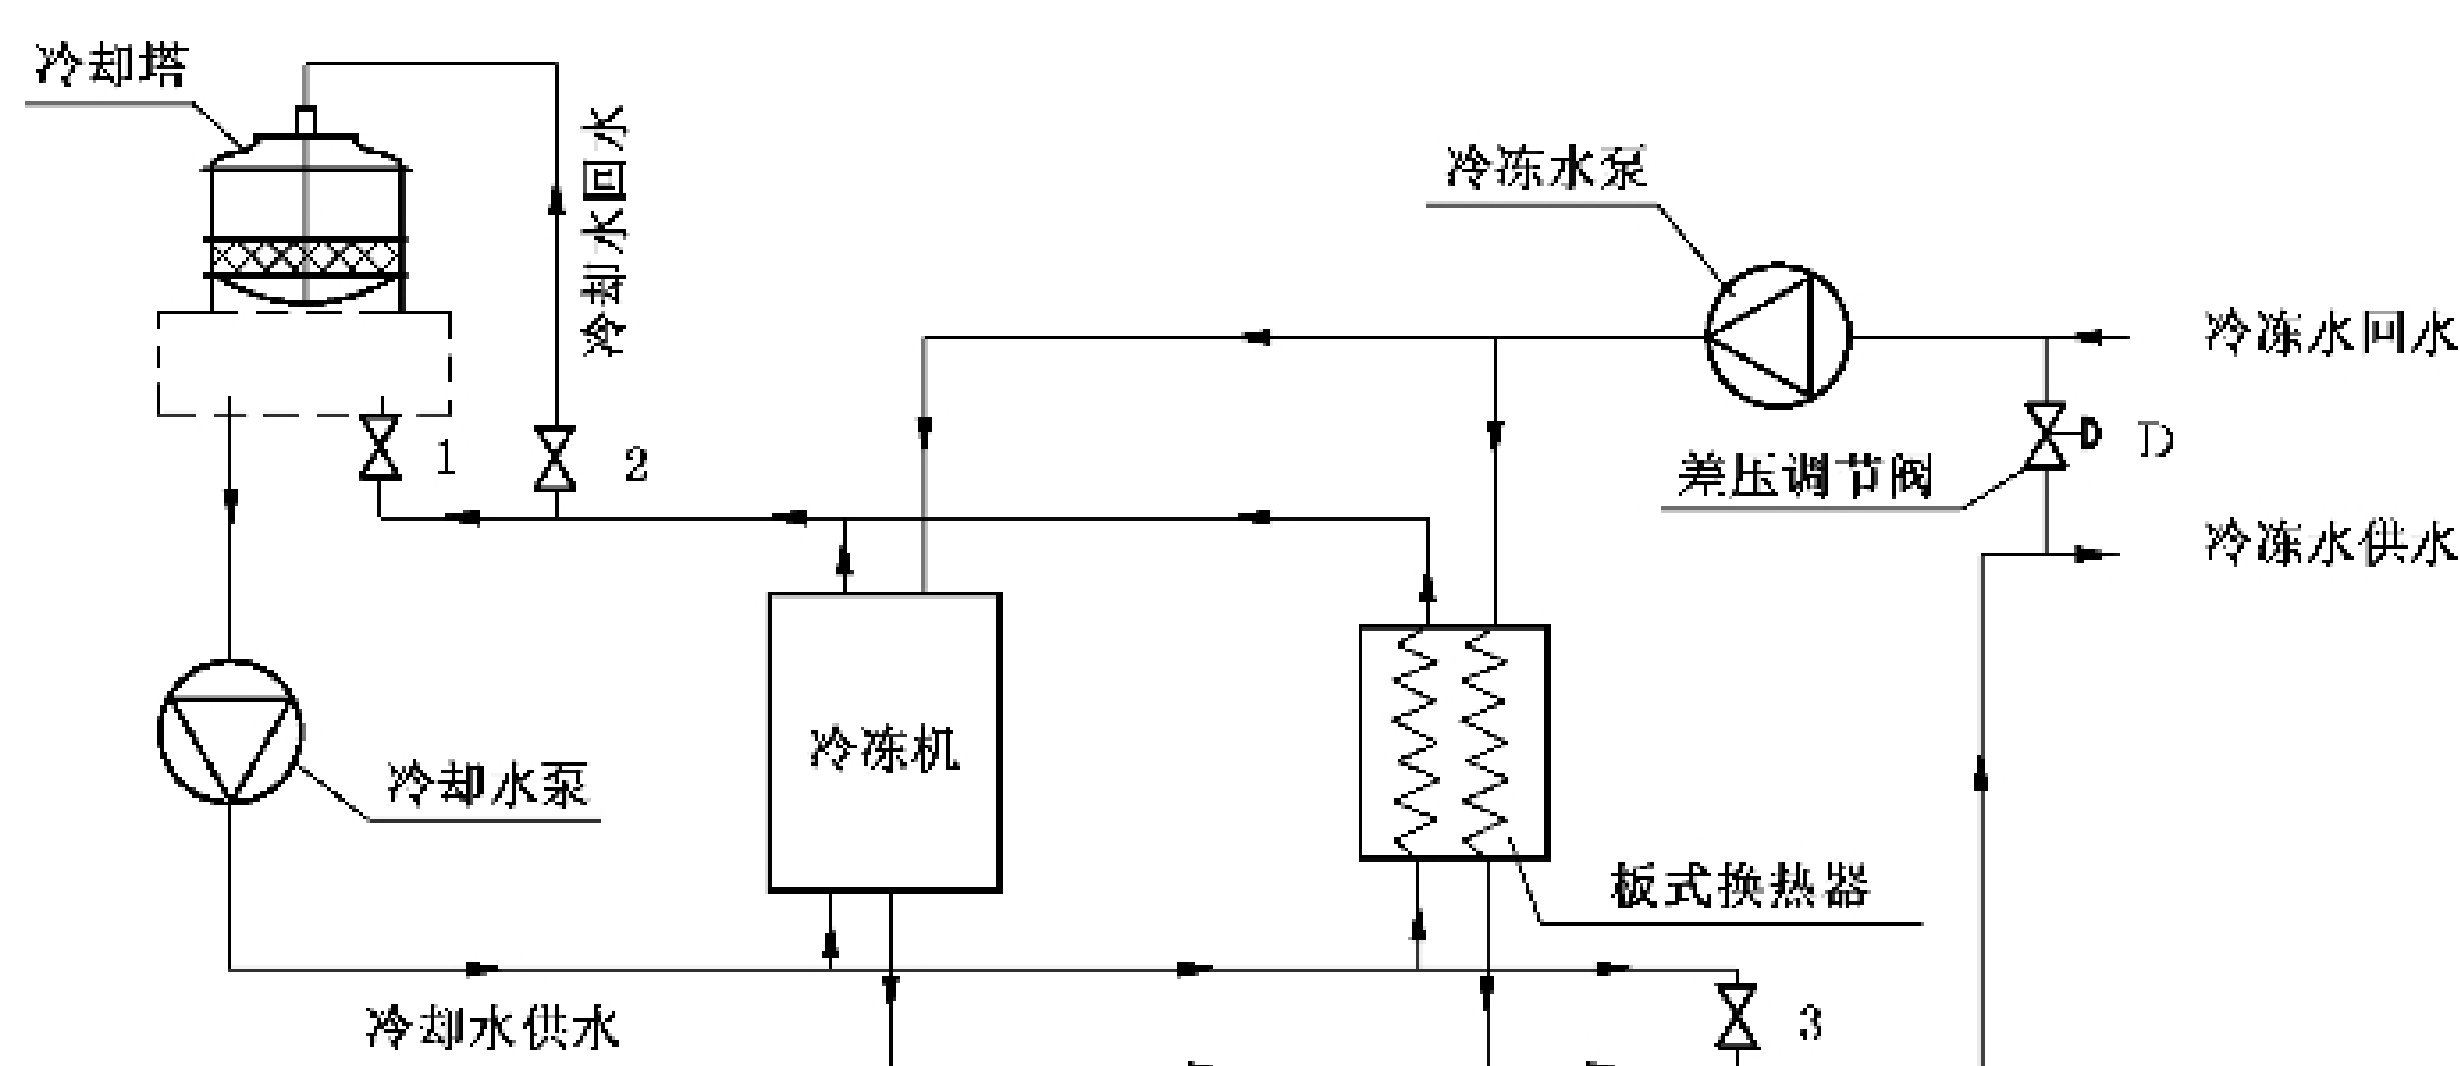 冷却塔
冷却水回水
冷冻水泵
冷冻水回水
1
2
D
差压调节阀
冷冻水供水
冷冻机
冷却水泵
板式换热器
冷却水供水
3